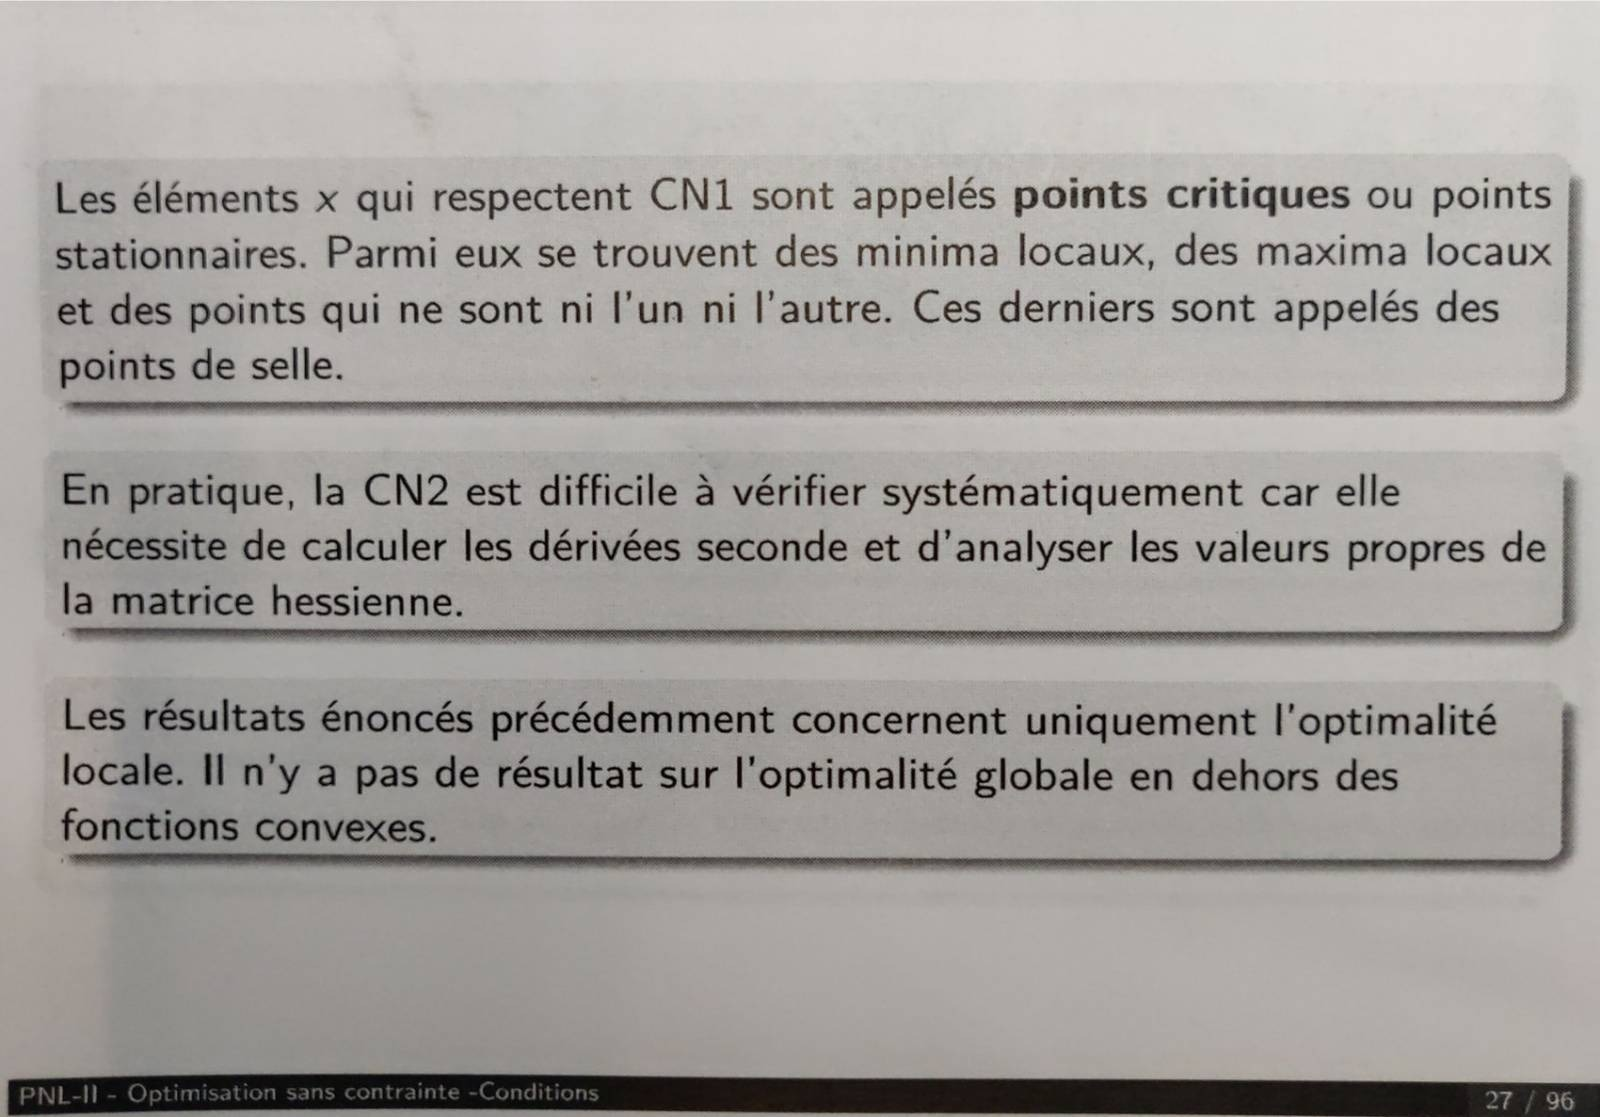 Les éléments x qui respectent CN1 sont appelés points critiques ou points
stationnaires. Parmi eux se trouvent des minima locaux, des maxima locaux
et des points qui ne sont ni l'un ni l'autre. Ces derniers sont appelés des
points de selle.
En pratique, la CN2 est difficile à vérifier systématiquement car elle
nécessite de calculer les dérivées seconde et d'analyser les valeurs propres de
la matrice hessienne.
Les résultats énoncés précédemment concernent uniquement l'optimalité
locale. Il n'y a pas de résultat sur l'optimalité globale en dehors des
fonctions convexes.
PNL-II - Optimisation sans contrainte -Conditions
27 / 96